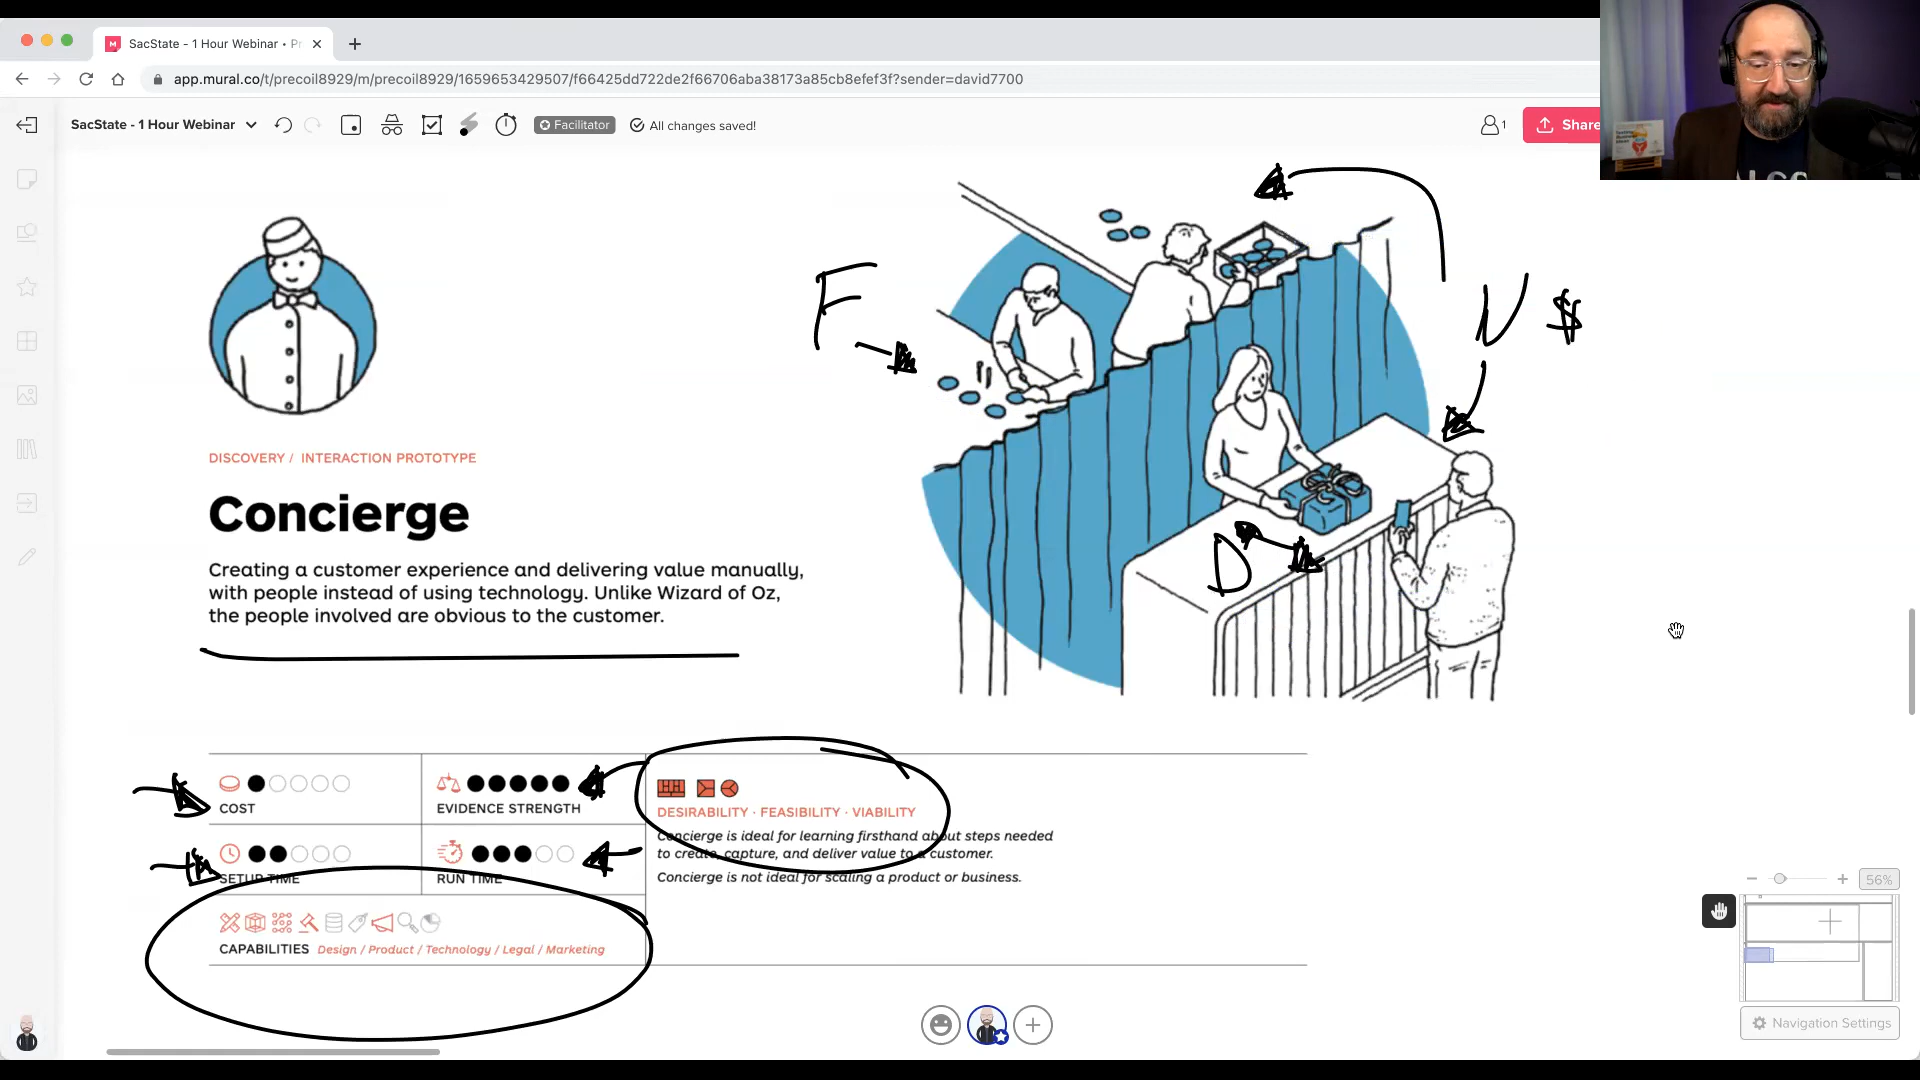 SacState - 1 Hour Webinar • Pr
app.mural.co/t/precoil8929/m/precoil8929/1659653429507/f66425dd722de2f66706aba38173a85cb8efef3f?sender=david7700
SacState - 1 Hour Webinar
Facilitator
All changes saved!
1
Share
F
V $
D
DISCOVERY / INTERACTION PROTOTYPE
Concierge
Creating a customer experience and delivering value manually,
with people instead of using technology. Unlike Wizard of Oz,
the people involved are obvious to the customer.
COST
EVIDENCE STRENGTH
SETUP TIME
RUN TIME
CAPABILITIES Design / Product / Technology / Legal / Marketing
DESIRABILITY · FEASIBILITY · VIABILITY
Concierge is ideal for learning firsthand about steps needed
to create, capture, and deliver value to a customer.
Concierge is not ideal for scaling a product or business.
56%
Navigation Settings